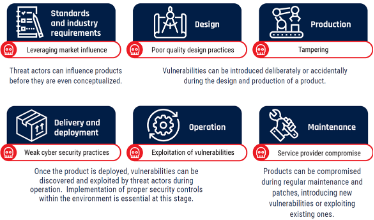 Standards
and industry
requirements
Design
Production
Leveraging market influence
Poor quality design practices
Tampering
Threat actors can influence products
before they are even conceptualized.
Vulnerabilities can be introduced deliberately or accidentally
during the design and production of a product.
Delivery and
deployment
Operation
Maintenance
Weak cyber security practices
Exploitation of vulnerabilities
Service provider compromise
Once the product is deployed, vulnerabilities can be
discovered and exploited by threat actors during
operation. Implementation of proper security controls
within the environment is essential at this stage.
Products can be compromised
during regular maintenance and
patches, introducing new
vulnerabilities or exploiting
existing ones.